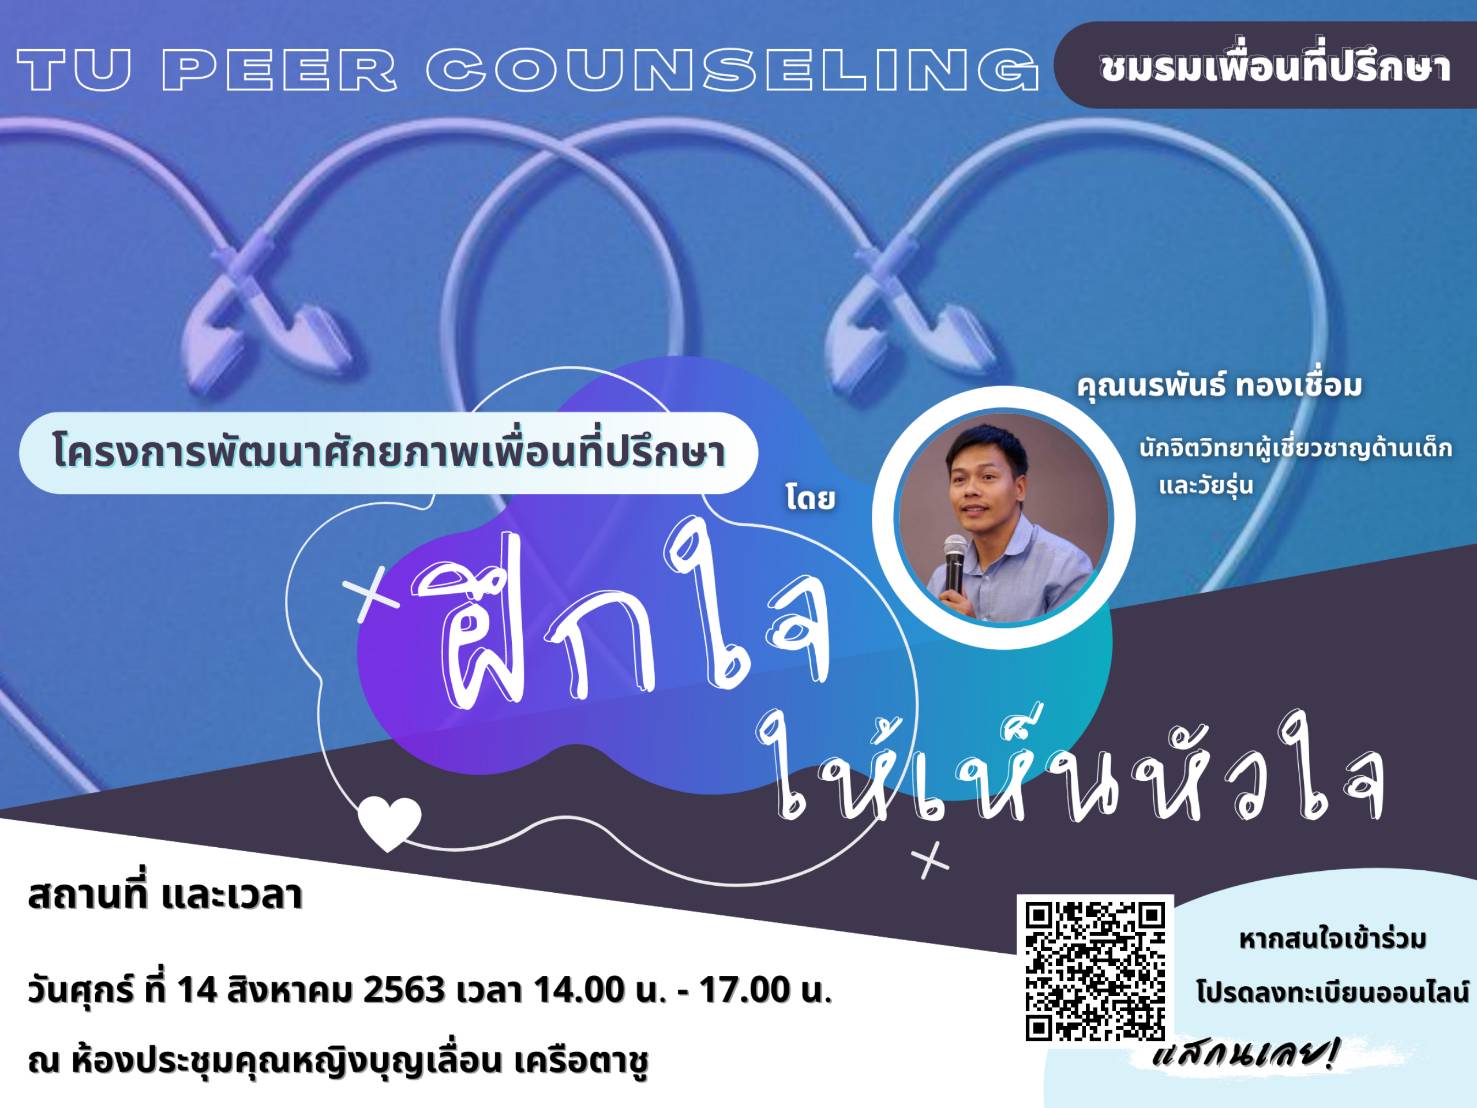 TU PEER COUNSELING
ชมรมเพื่อนที่ปรึกษา
คุณนรพันธ์ ทองเชื่อม
นักจิตวิทยาผู้เชี่ยวชาญด้านเด็ก
และวัยรุ่น
โครงการพัฒนาศักยภาพเพื่อนที่ปรึกษา
โดย
ฝึกใจ
ให้เห็นหัวใจ
สถานที่ และเวลา
วันศุกร์ ที่ 14 สิงหาคม 2563 เวลา 14.00 น. - 17.00 น.
ณ ห้องประชุมคุณหญิงบุญเลื่อน เครือตาชู
หากสนใจเข้าร่วม
โปรดลงทะเบียนออนไลน์
แสกนเลย!